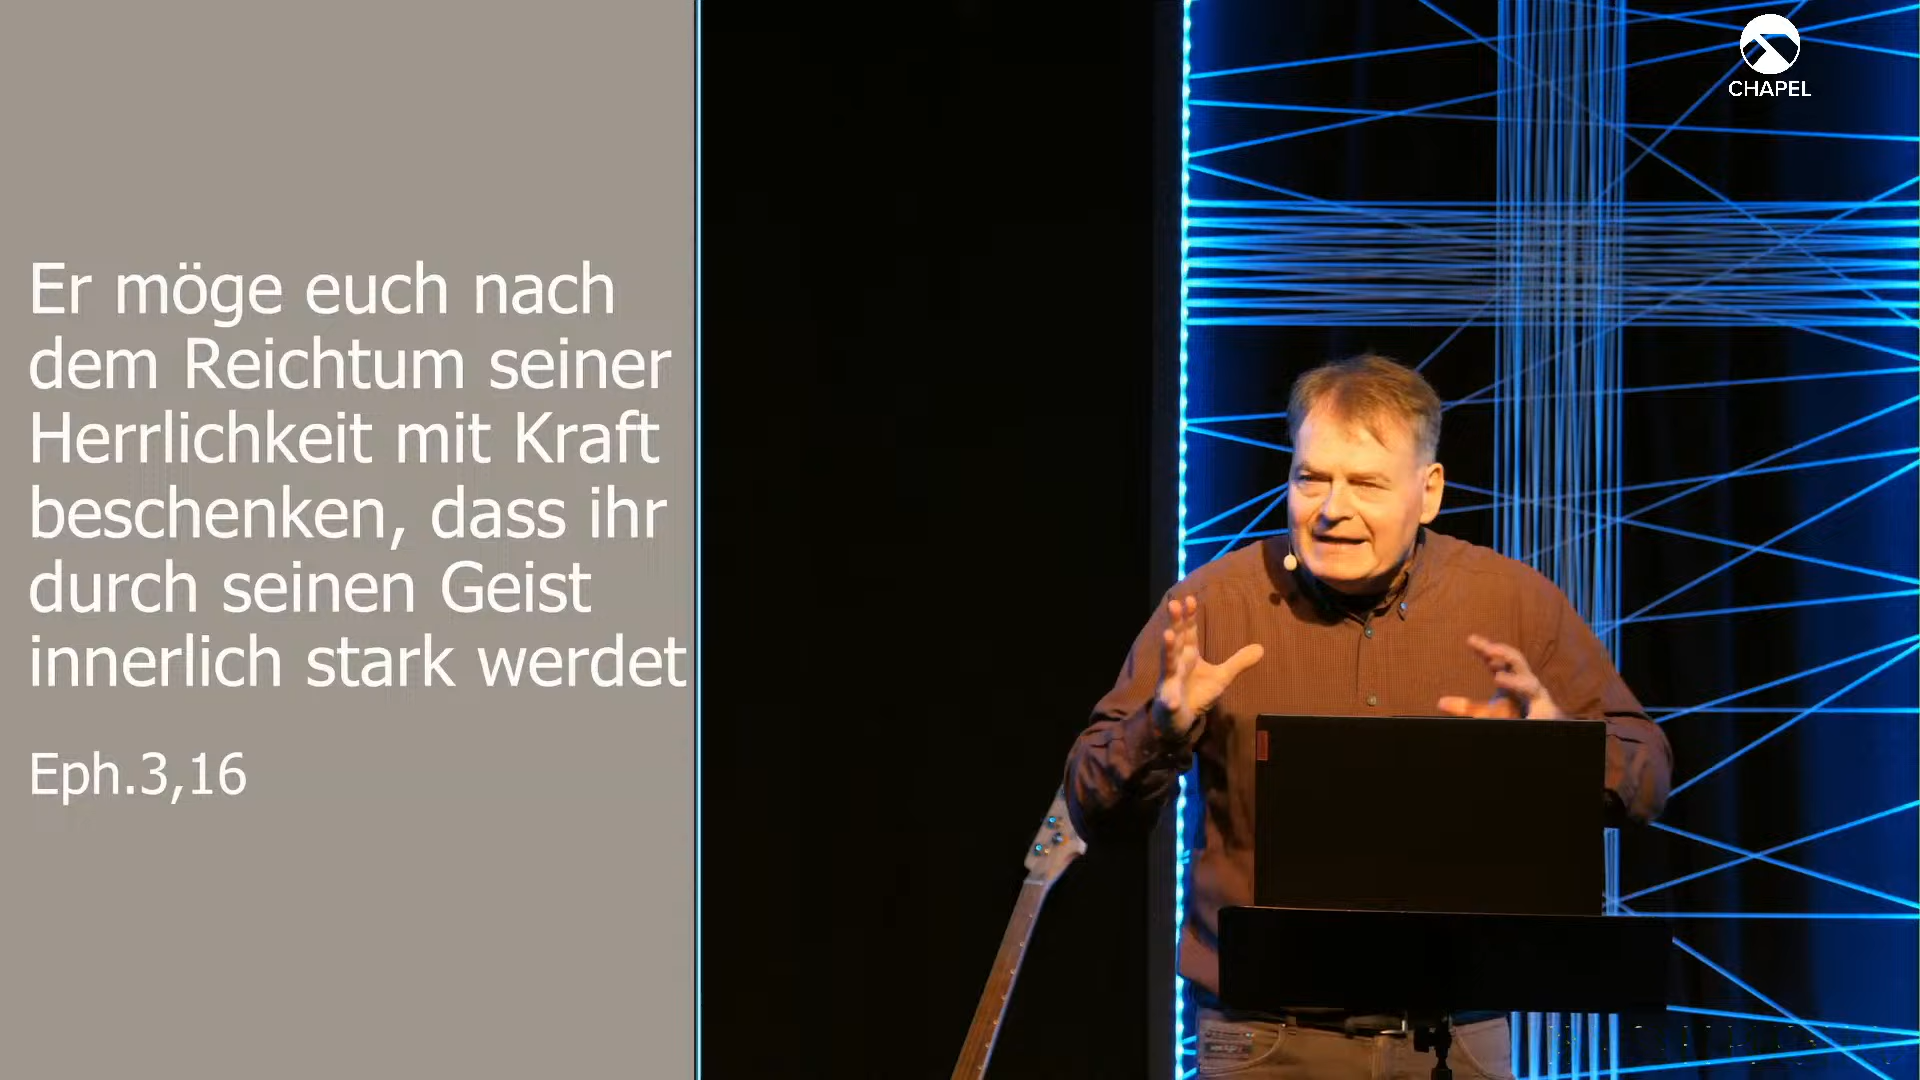 Er möge euch nach
dem Reichtum seiner
Herrlichkeit mit Kraft
beschenken, dass ihr
durch seinen Geist
innerlich stark werdet
Eph.3,16
CHAPEL